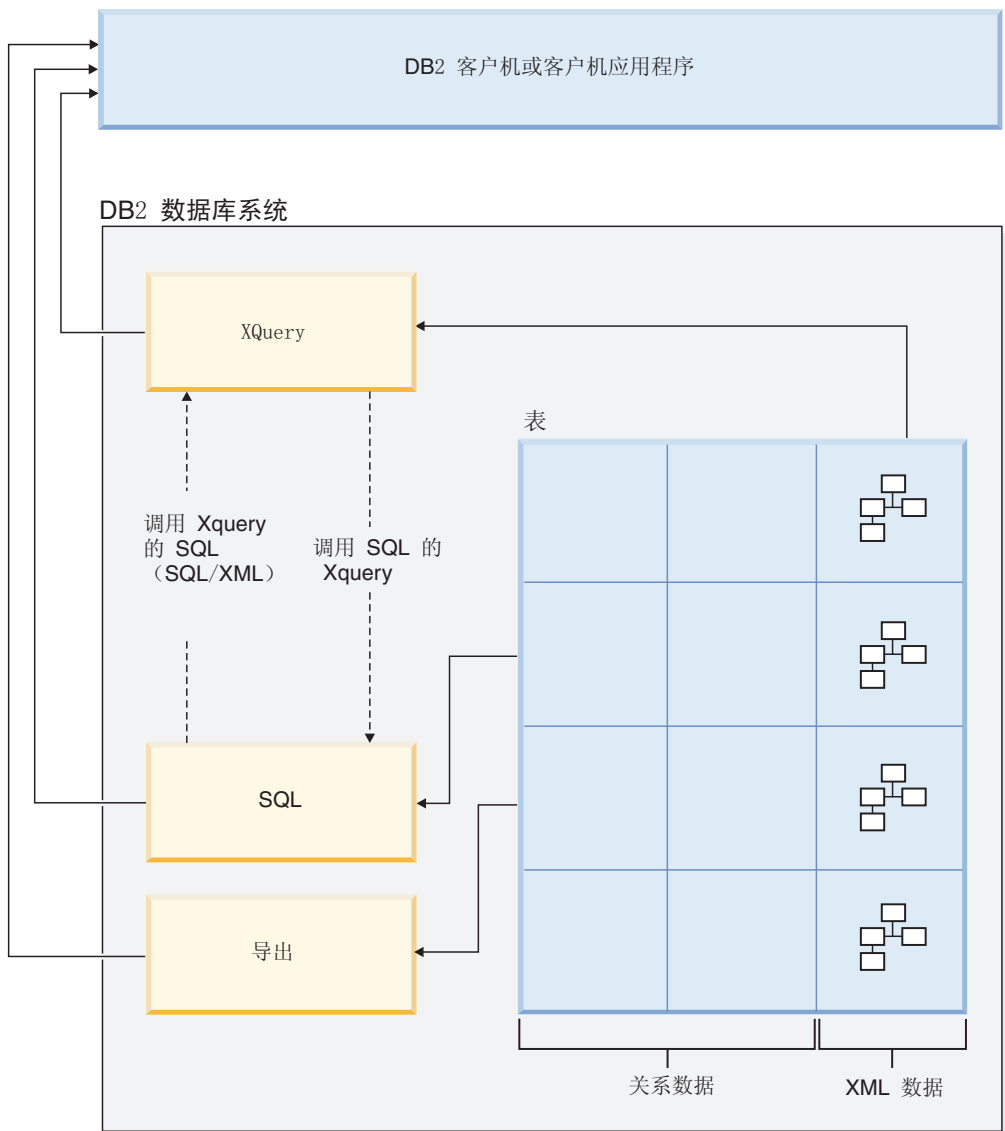 DB2 客户机或客户机应用程序
DB2 数据库系统
XQuery
表
调用 Xquery
的 SQL
（SQL/XML）
调用 SQL 的
Xquery
SQL
导出
关系数据
XML 数据